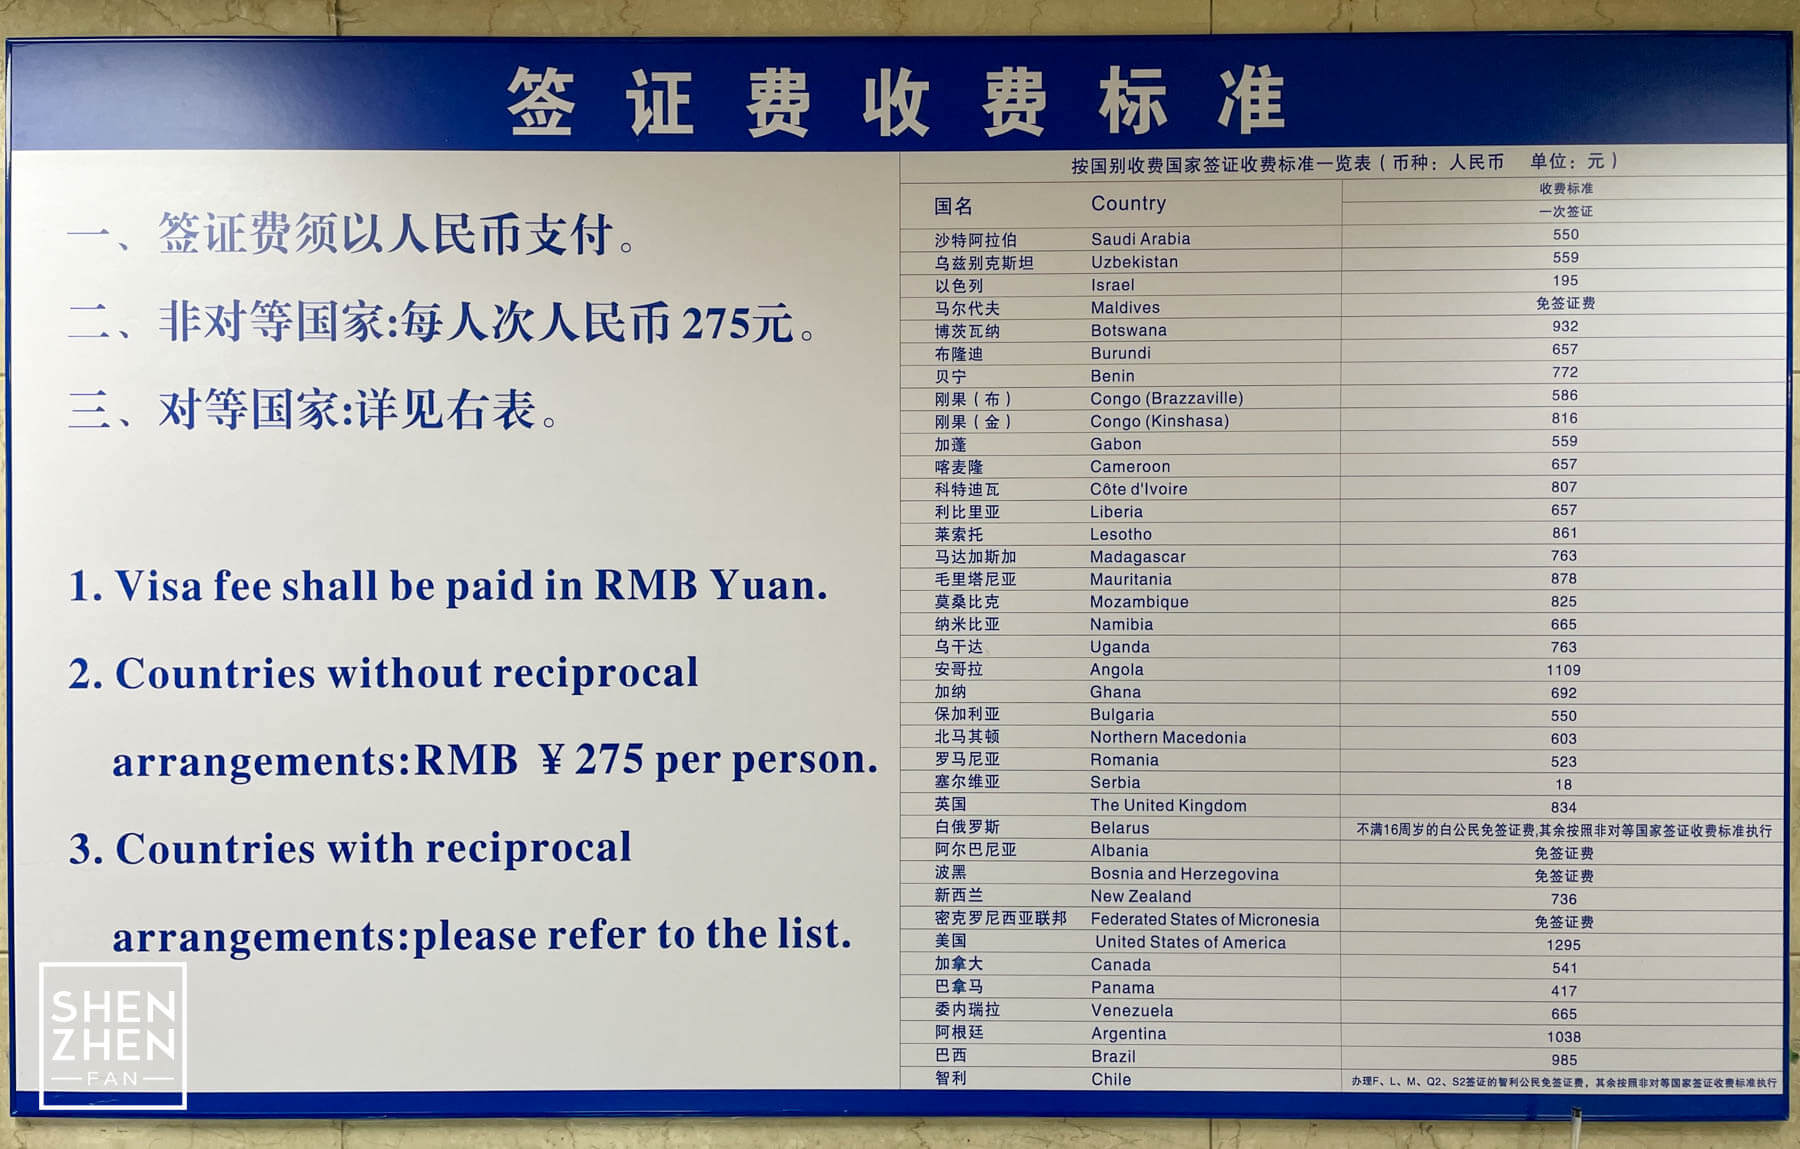 签证费收费标准
一、签证费须以人民币支付。
二、非对等国家:每人次人民币 275元。
三、对等国家:详见右表。
1. Visa fee shall be paid in RMB Yuan.
2. Countries without reciprocal
arrangements:RMB ￥275 per person.
3. Countries with reciprocal
arrangements:please refer to the list.
按国别收费国家签证收费标准一览表（币种：人民币 单位：元）
国名 Country 收费标准
一次签证
沙特阿拉伯 Saudi Arabia 550
乌兹别克斯坦 Uzbekistan 559
以色列 Israel 195
马尔代夫 Maldives 免签证费
博茨瓦纳 Botswana 932
布隆迪 Burundi 657
贝宁 Benin 772
刚果（布） Congo (Brazzaville) 586
刚果（金） Congo (Kinshasa) 816
加蓬 Gabon 559
喀麦隆 Cameroon 657
科特迪瓦 Côte d'Ivoire 807
利比里亚 Liberia 657
莱索托 Lesotho 861
马达加斯加 Madagascar 763
毛里塔尼亚 Mauritania 878
莫桑比克 Mozambique 825
纳米比亚 Namibia 665
乌干达 Uganda 763
安哥拉 Angola 1109
加纳 Ghana 692
保加利亚 Bulgaria 550
北马其顿 Northern Macedonia 603
罗马尼亚 Romania 523
塞尔维亚 Serbia 18
英国 The United Kingdom 834
白俄罗斯 Belarus 不满16周岁的白公民免签证费,其余按照非对等国家签证收费标准执行
阿尔巴尼亚 Albania 免签证费
波黑 Bosnia and Herzegovina 免签证费
新西兰 New Zealand 736
密克罗尼西亚联邦 Federated States of Micronesia 免签证费
美国 United States of America 1295
加拿大 Canada 541
巴拿马 Panama 417
委内瑞拉 Venezuela 665
阿根廷 Argentina 1038
巴西 Brazil 985
智利 Chile 办理F、L、M、Q2、S2签证的智利公民免签证费，其余按照非对等国家签证收费标准执行
SHEN
ZHEN
FAN